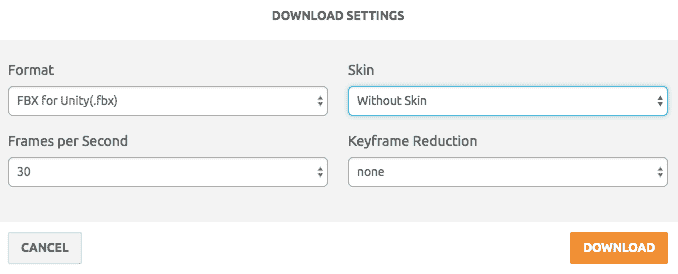 DOWNLOAD SETTINGS
Format
Skin
FBX for Unity(.fbx)
Without Skin
Frames per Second
Keyframe Reduction
30
none
CANCEL
DOWNLOAD